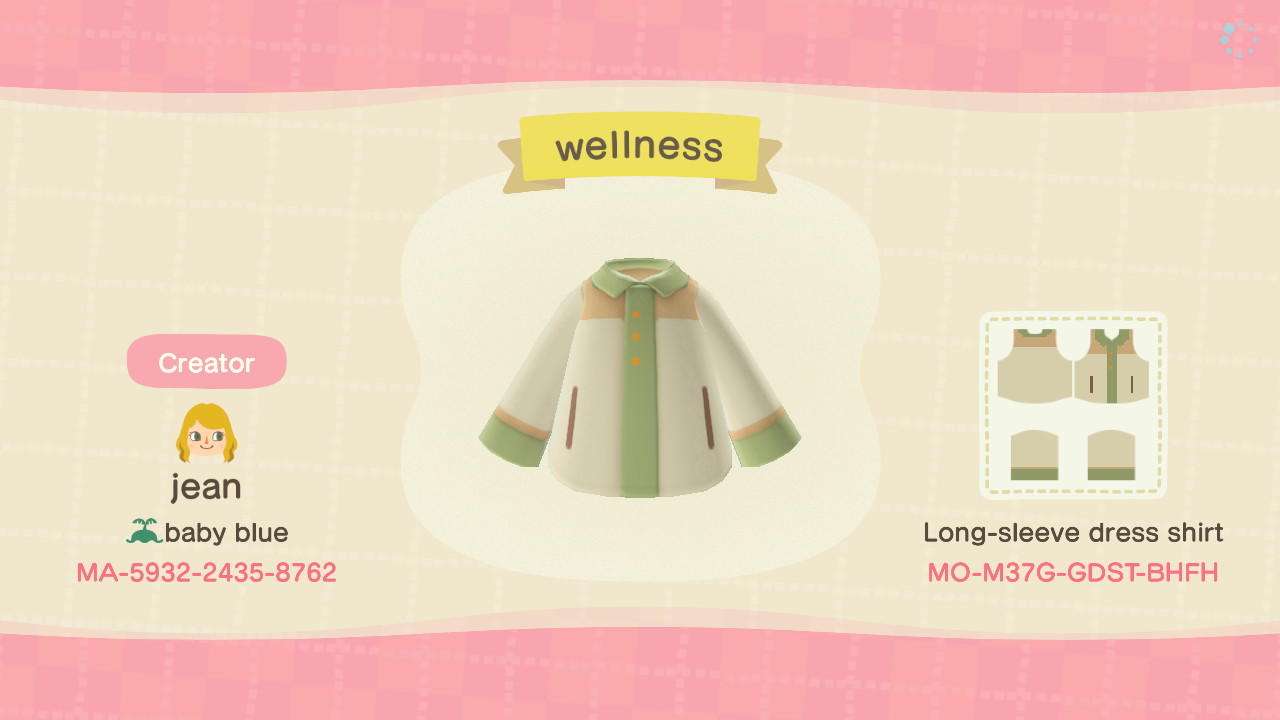 wellness
Creator
jean
baby blue
MA-5932-2435-8762
Long-sleeve dress shirt
MO-M37G-GDST-BHFH